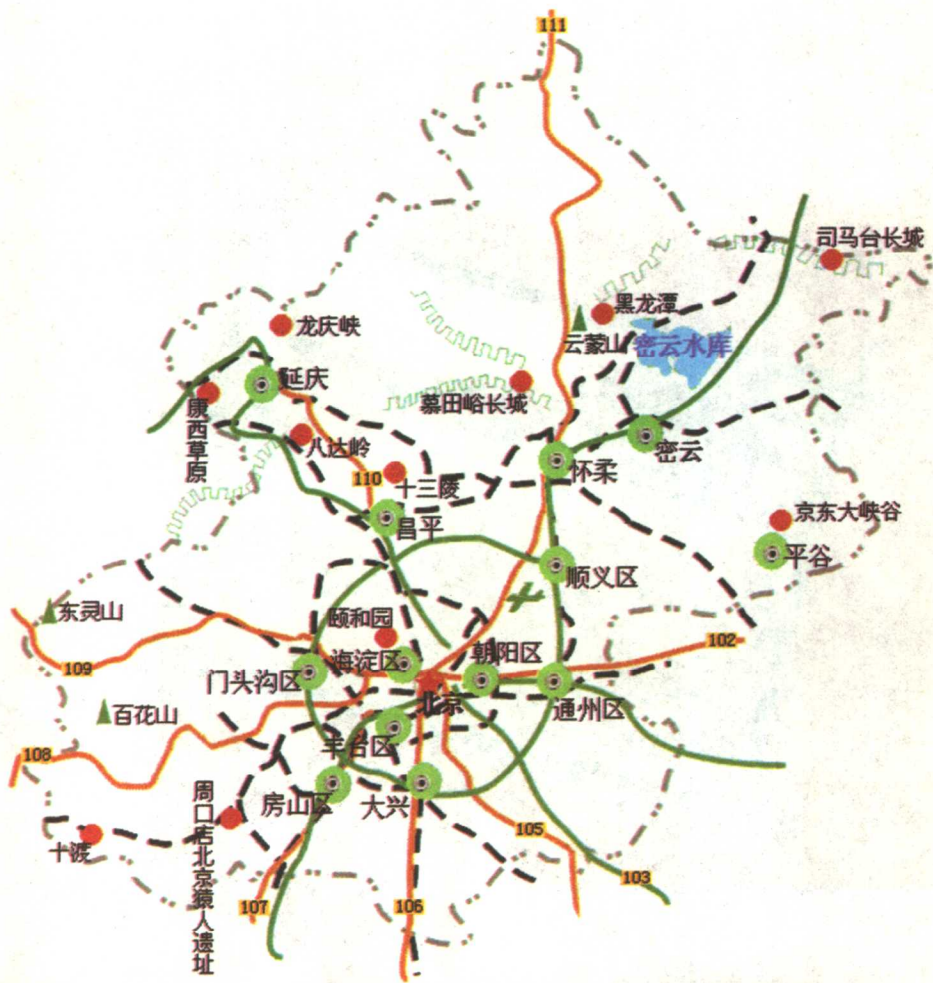 111
司马台长城
黑龙潭
龙庆峡
云蒙山
密云水库
延庆
慕田峪长城
康西草原
八达岭
密云
怀柔
110
十三陵
京东大峡谷
昌平
平谷
顺义区
东灵山
颐和园
102
109
海淀区
朝阳区
门头沟区
北京
通州区
百花山
丰台区
108
房山区
大兴
周口店北京猿人遗址
105
十渡
103
107
106